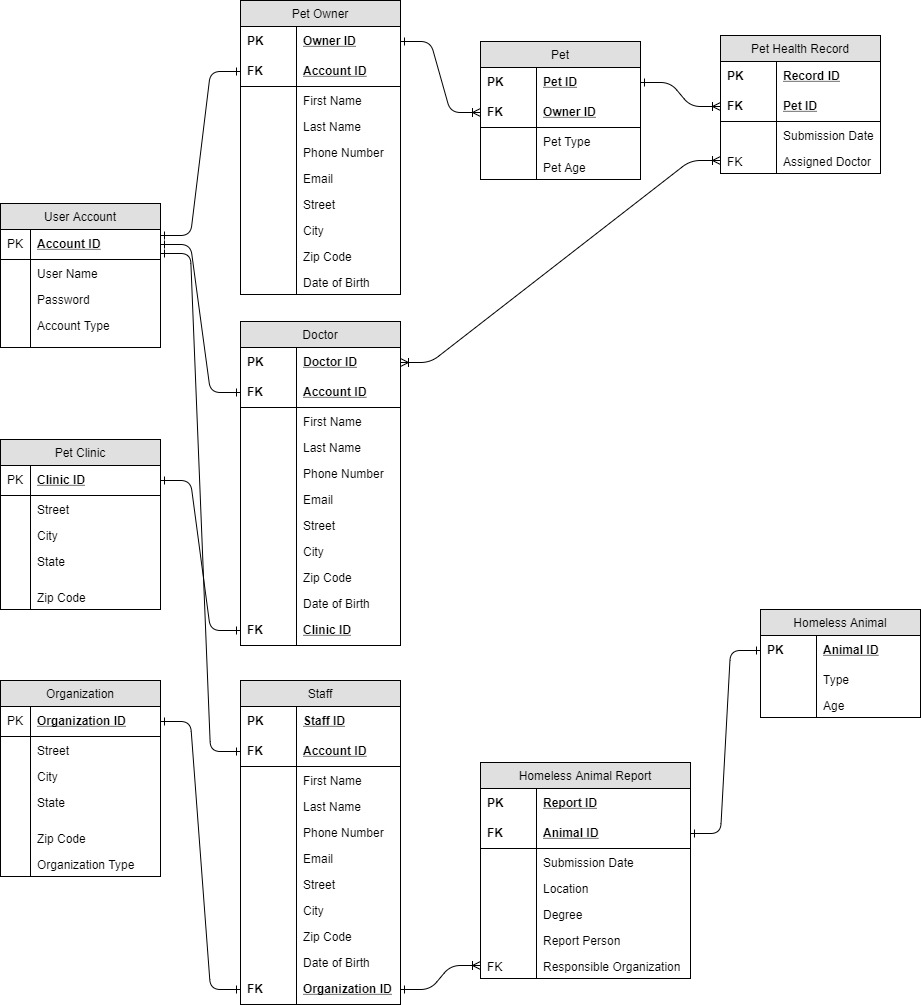 Pet Owner
PK Owner ID
FK Account ID
First Name
Last Name
Phone Number
Email
Street
City
Zip Code
Date of Birth
Pet
PK Pet ID
FK Owner ID
Pet Type
Pet Age
Pet Health Record
PK Record ID
FK Pet ID
Submission Date
FK Assigned Doctor
User Account
PK Account ID
User Name
Password
Account Type
Doctor
PK Doctor ID
FK Account ID
First Name
Last Name
Phone Number
Email
Street
City
Zip Code
Date of Birth
FK Clinic ID
Pet Clinic
PK Clinic ID
Street
City
State
Zip Code
Organization
PK Organization ID
Street
City
State
Zip Code
Organization Type
Staff
PK Staff ID
FK Account ID
First Name
Last Name
Phone Number
Email
Street
City
Zip Code
Date of Birth
FK Organization ID
Homeless Animal
PK Animal ID
Type
Age
Homeless Animal Report
PK Report ID
FK Animal ID
Submission Date
Location
Degree
Report Person
FK Responsible Organization